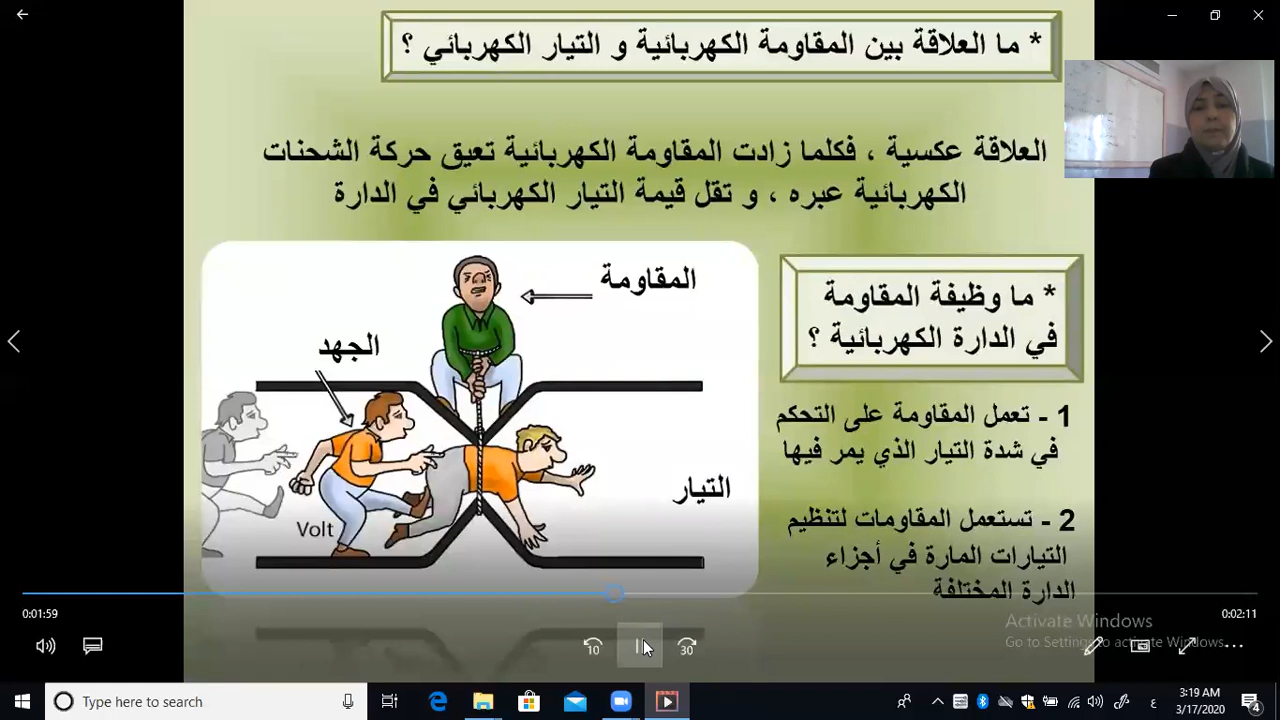 * ما العلاقة بين المقاومة الكهربائية و التيار الكهربائي ؟
العلاقة عكسية ، فكلما زادت المقاومة الكهربائية تعيق حركة الشحنات
الكهربائية عبره ، و تقل قيمة التيار الكهربائي في الدارة
* ما وظيفة المقاومة
في الدارة الكهربائية ؟
1 - تعمل المقاومة على التحكم
في شدة التيار الذي يمر فيها
2 - تستعمل المقاومات لتنظيم
التيارات المارة في أجزاء
الدارة المختلفة
المقاومة
الجهد
التيار
Volt
0:01:59
0:02:11
10
30
Activate Windows
Go to Settings to activate Windows.
Type here to search
ع
3:19 AM
3/17/2020
4